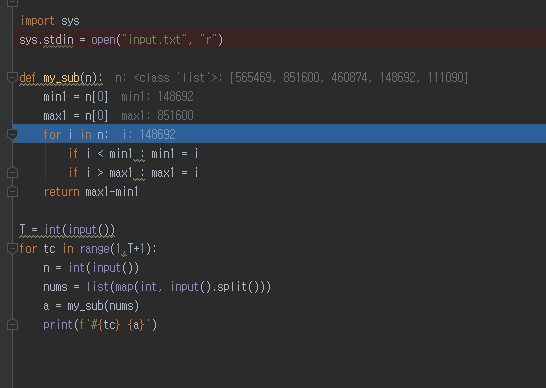 import sys
sys.stdin = open("input.txt", "r")
def my_sub(n): n: <class 'list'>: [565469, 851600, 460874, 148692, 111090]
min1 = n[0] min1: 148692
max1 = n[0] max1: 851600
for i in n: i: 148692
if i < min1 : min1 = i
if i > max1 : max1 = i
return max1-min1
T = int(input())
for tc in range(1,T+1):
n = int(input())
nums = list(map(int, input().split()))
a = my_sub(nums)
print(f'#{tc} {a}')